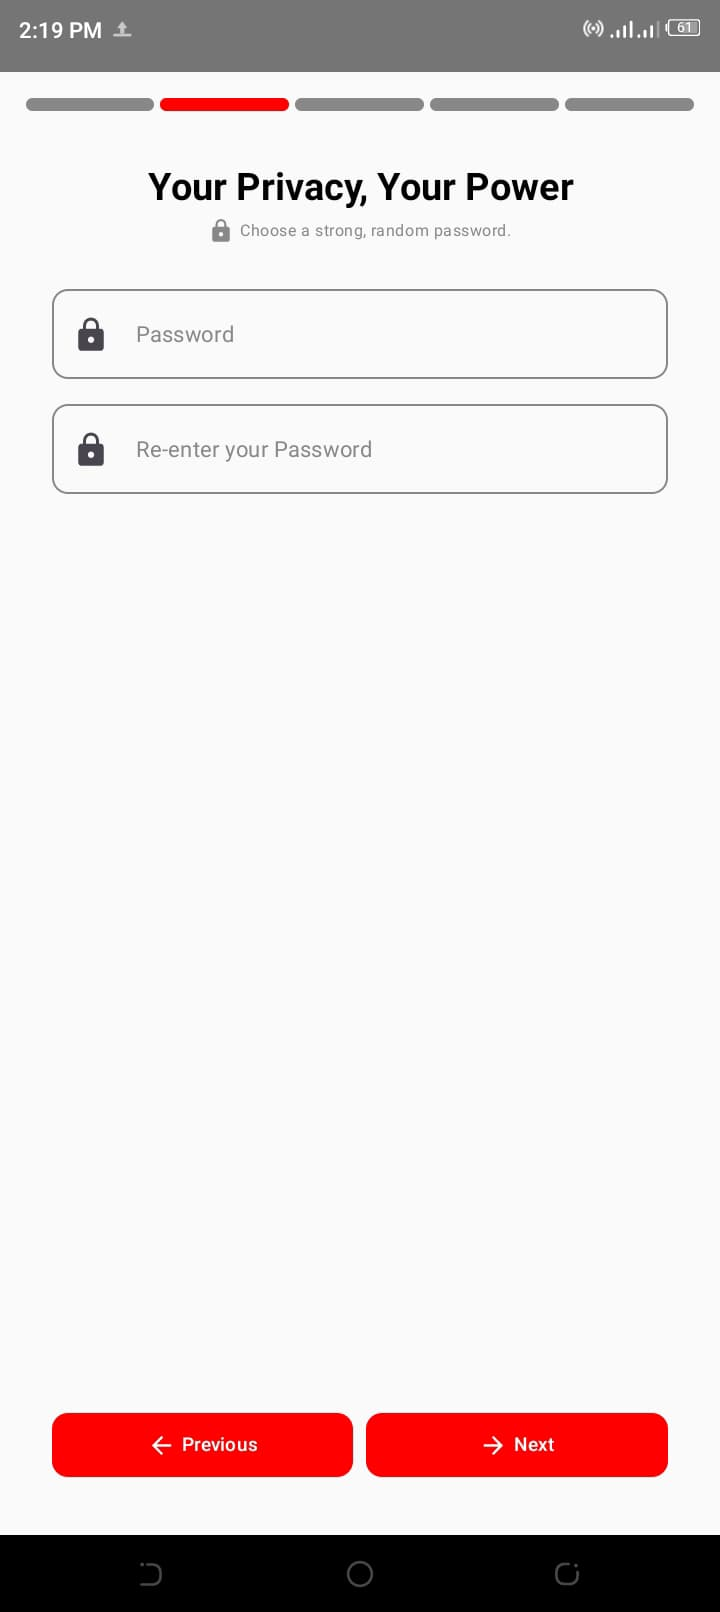 2:19 PM
61
Your Privacy, Your Power
Choose a strong, random password.
Password
Re-enter your Password
Previous
Next